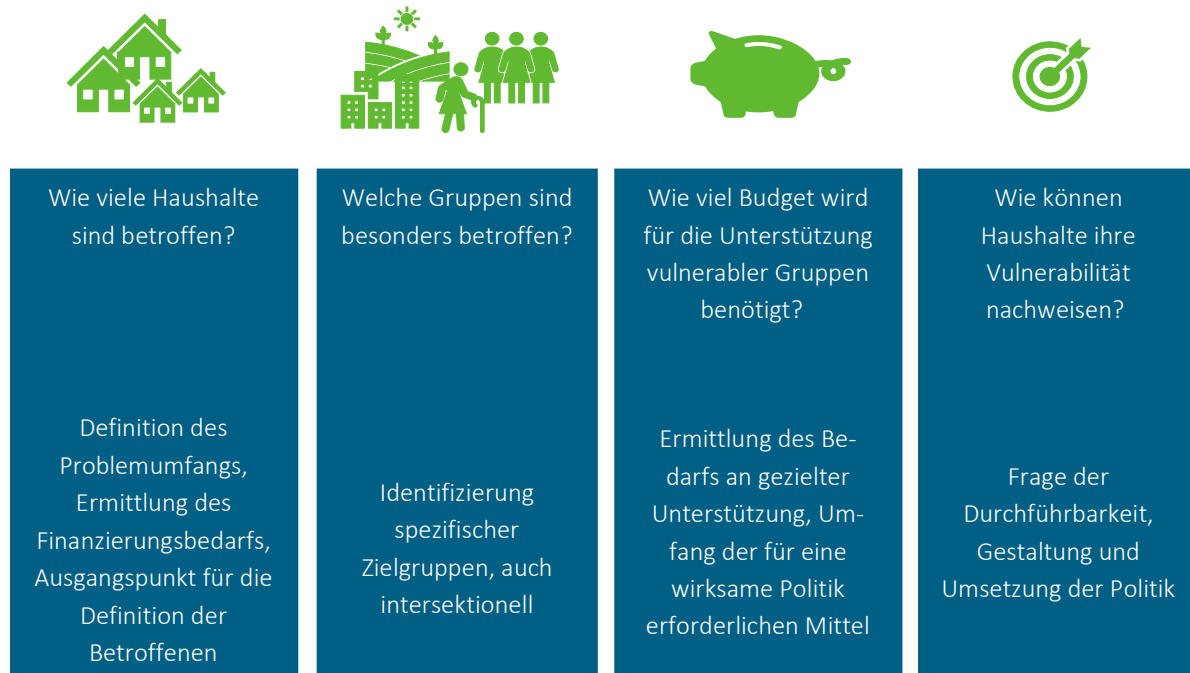 Wie viele Haushalte
sind betroffen?
Definition des
Problemumfangs,
Ermittlung des
Finanzierungsbedarfs,
Ausgangspunkt für die
Definition der
Betroffenen
Welche Gruppen sind
besonders betroffen?
Identifizierung
spezifischer
Zielgruppen, auch
intersektionell
Wie viel Budget wird
für die Unterstützung
vulnerabler Gruppen
benötigt?
Ermittlung des Be-
darfs an gezielter
Unterstützung, Um-
fang der für eine
wirksame Politik
erforderlichen Mittel
Wie können
Haushalte ihre
Vulnerabilität
nachweisen?
Frage der
Durchführbarkeit,
Gestaltung und
Umsetzung der Politik